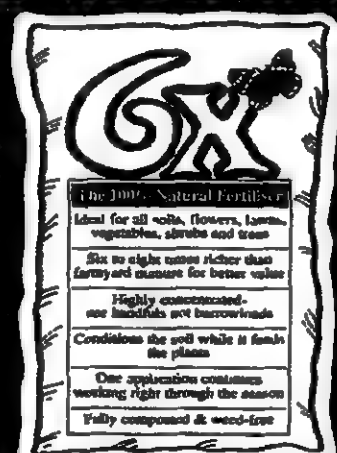 6x
The 100% Natural Fertiliser
Ideal for all soils, flowers, lawns,
vegetables, shrubs and trees
Six to eight times richer than
farmyard manure for better value
Highly concentrated-
use handfuls not barrowloads
Conditions the soil while it feeds
the plants
One application continues
working right through the season
Fully composted & weed-free